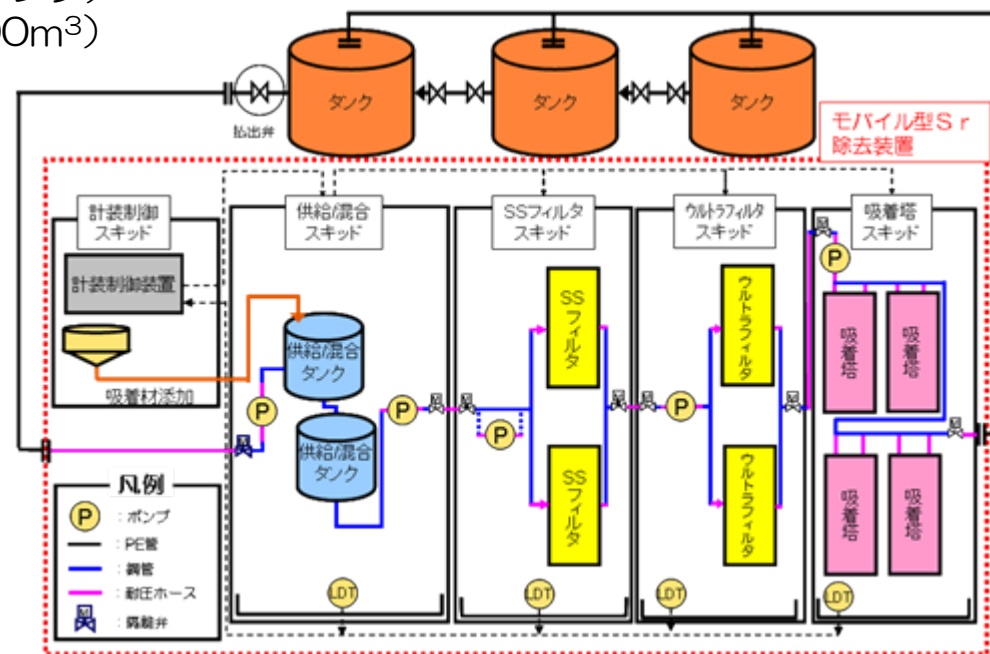 00m³)
タンク
タンク
タンク
払出弁
モバイル型Sr
除去装置
計装制御
スキッド
供給/混合
スキッド
SSフィルタ
スキッド
ウルトラフィルタ
スキッド
吸着塔
スキッド
計装制御装置
吸着材添加
供給/混合
タンク
供給/混合
タンク
P
P
P
P
P
SSフィルタ
SSフィルタ
ウルトラフィルタ
ウルトラフィルタ
吸着塔
吸着塔
吸着塔
吸着塔
凡例
P :ポンプ
:PE管
:鋼管
:耐圧ホース
M :隔離弁
LDT
LDT
LDT
LDT